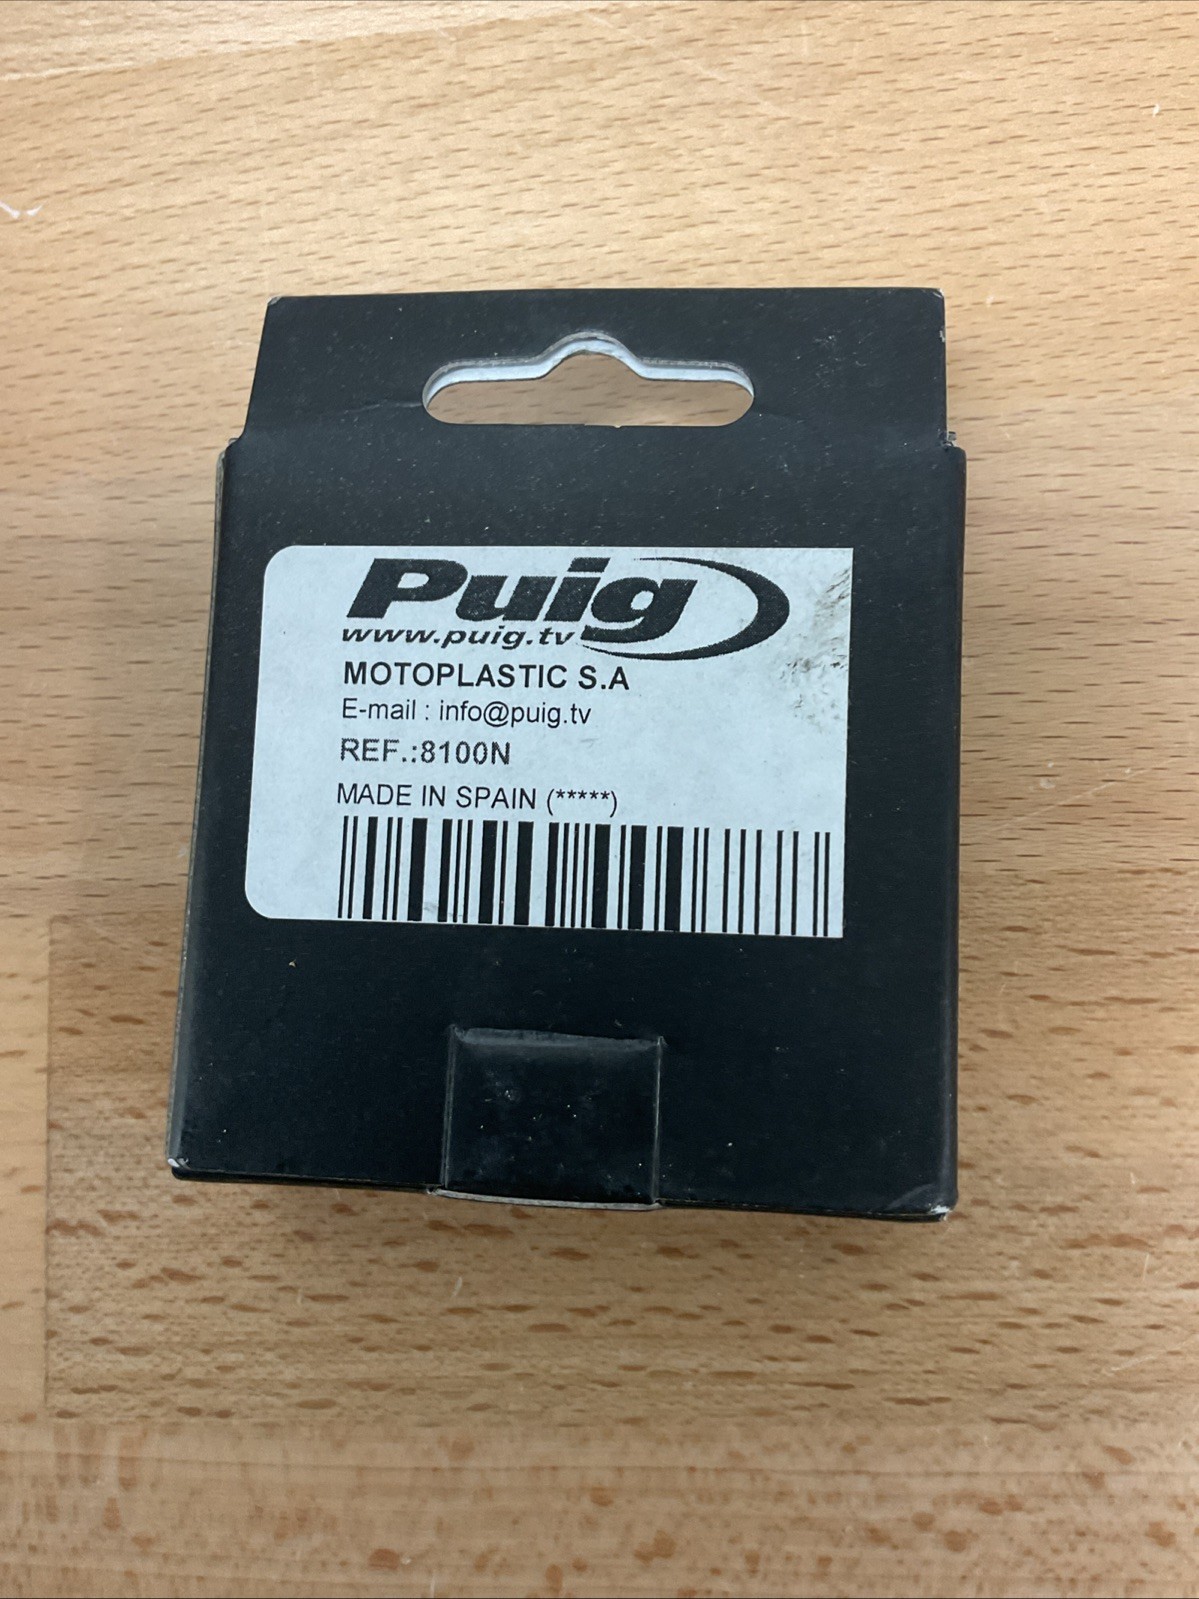 Puig
www.puig.tv
MOTOPLASTIC S.A
E-mail : info@puig.tv
REF.:8100N
MADE IN SPAIN (*****)